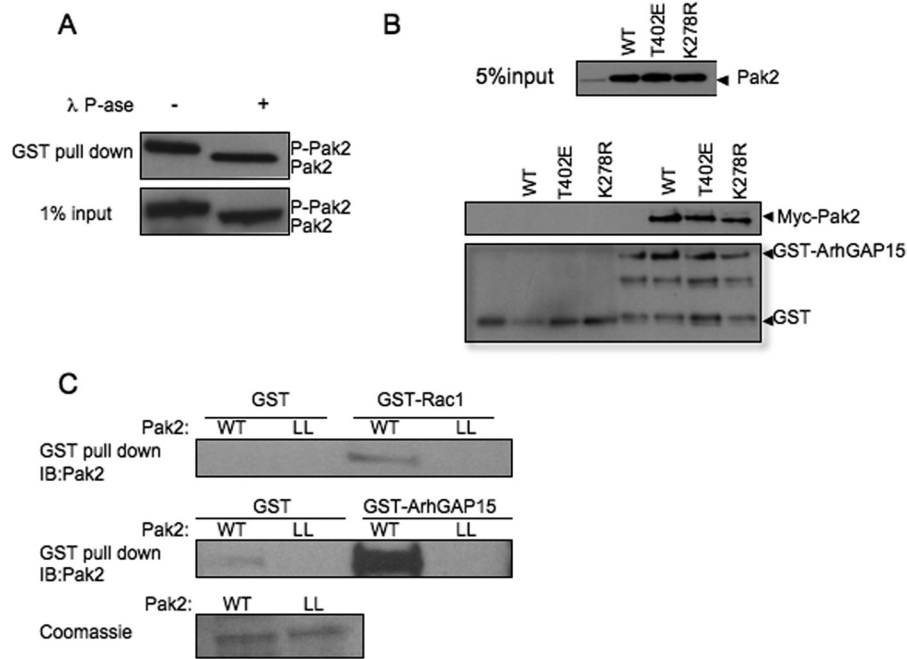 A
λ P-ase - +
GST pull down
P-Pak2
Pak2
1% input
P-Pak2
Pak2
B
WT T402E K278R
5%input
Pak2
WT T402E K278R WT T402E K278R
Myc-Pak2
GST-ArhGAP15
GST
C
GST GST-Rac1
Pak2: WT LL WT LL
GST pull down
IB:Pak2
GST GST-ArhGAP15
Pak2: WT LL WT LL
GST pull down
IB:Pak2
Pak2: WT LL
Coomassie